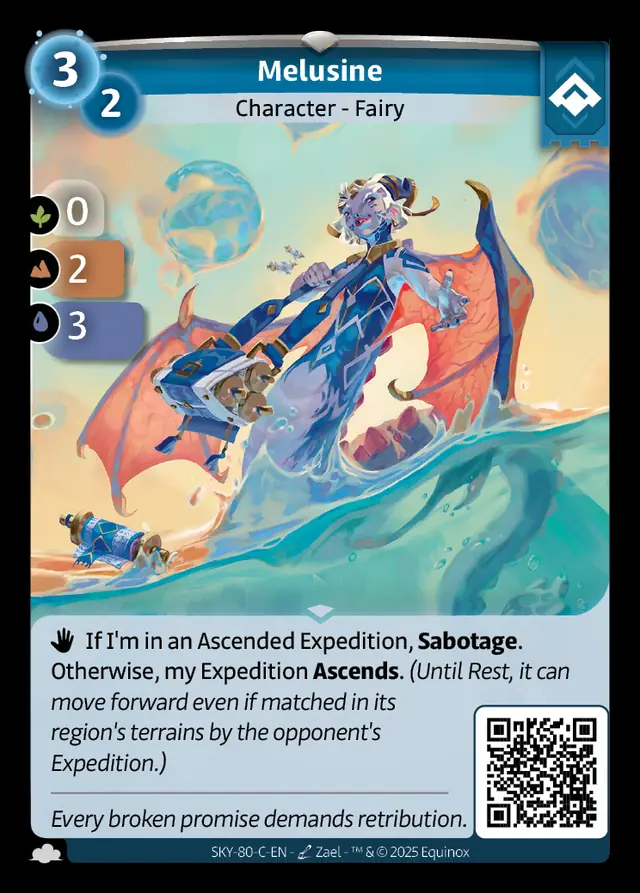 3
Melusine
2
Character - Fairy
0
2
3
If I'm in an Ascended Expedition, Sabotage.
Otherwise, my Expedition Ascends. (Until Rest, it can
move forward even if matched in its
region's terrains by the opponent's
Expedition.)
Every broken promise demands retribution.
SKY-80-C-EN - Zael - ™ & © 2025 Equinox